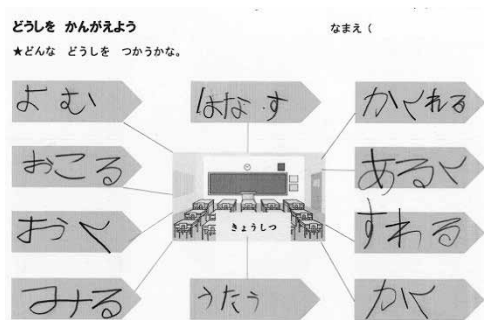 どうしを かんがえよう
なまえ（
★どんな どうしを つかうかな。
よむ
はなす
かくれる
おこる
あるく
おく
きょうしつ
すわる
みる
うたう
かく